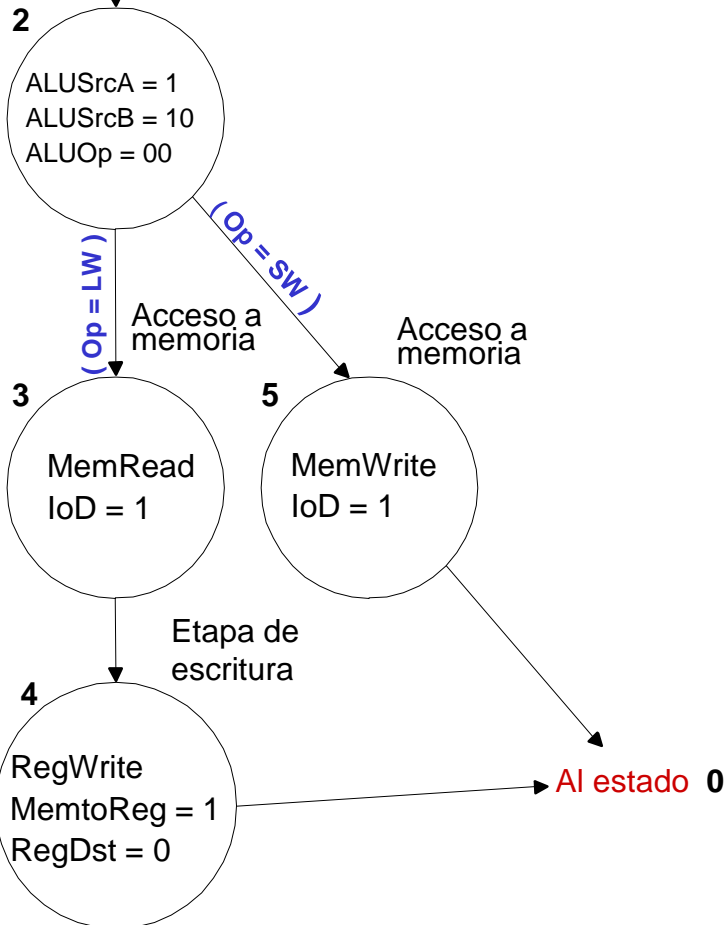 2
ALUSrcA = 1
ALUSrcB = 10
ALUOp = 00
( Op = LW )
( Op = SW )
Acceso a
memoria
Acceso a
memoria
3
MemRead
IoD = 1
5
MemWrite
IoD = 1
Etapa de
escritura
4
RegWrite
MemtoReg = 1
RegDst = 0
Al estado 0